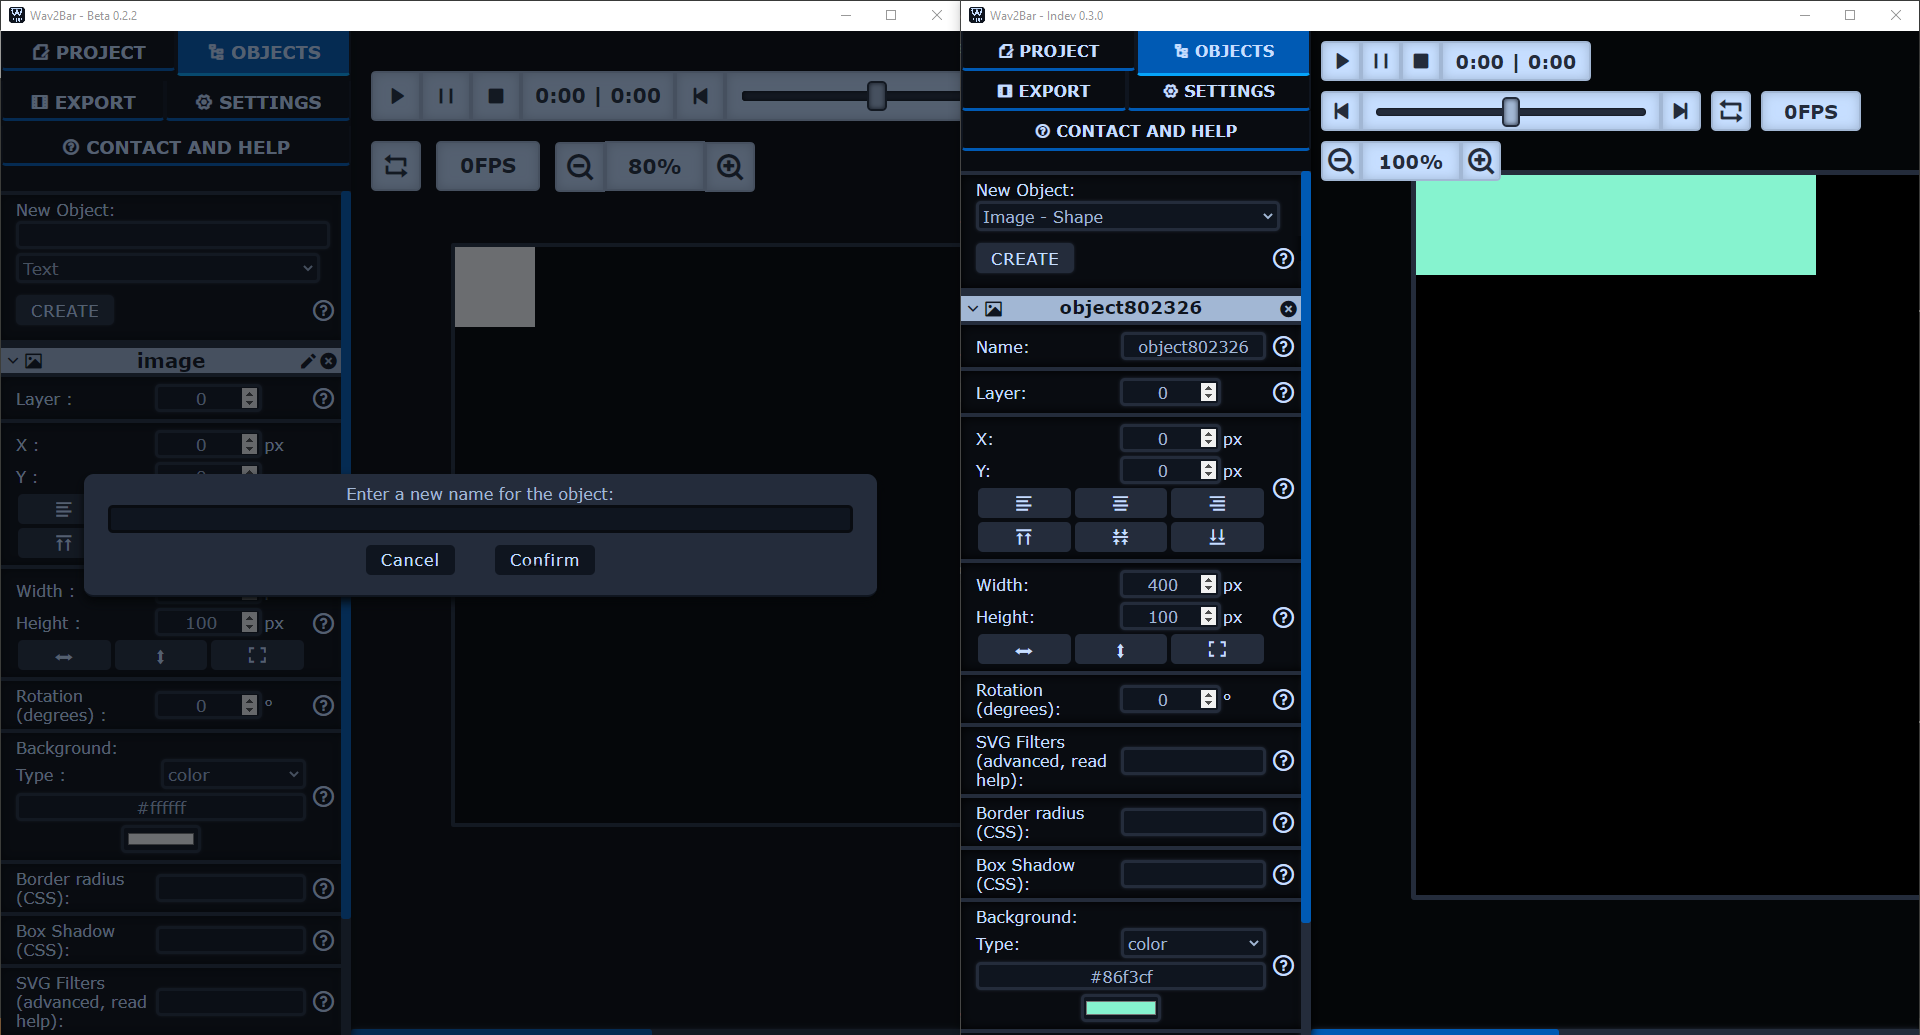 Wav2Bar - Beta 0.2.2
PROJECT
OBJECTS
EXPORT
SETTINGS
CONTACT AND HELP
0:00 | 0:00
0FPS
80%
New Object:
Text
CREATE
image
Layer :
0
X :
0
px
Y :
Enter a new name for the object:
Cancel
Confirm
Width :
Height :
100
px
Rotation
(degrees) :
0
°
Background:
Type :
color
#ffffff
Border radius
(CSS):
Box Shadow
(CSS):
SVG Filters
(advanced, read
help):
Wav2Bar - Indev 0.3.0
PROJECT
OBJECTS
EXPORT
SETTINGS
CONTACT AND HELP
0:00 | 0:00
0FPS
100%
New Object:
Image - Shape
CREATE
object802326
Name:
object802326
Layer:
0
X:
0
px
Y:
0
px
Width:
400
px
Height:
100
px
Rotation
(degrees):
0
°
SVG Filters
(advanced, read
help):
Border radius
(CSS):
Box Shadow
(CSS):
Background:
Type:
color
#86f3cf